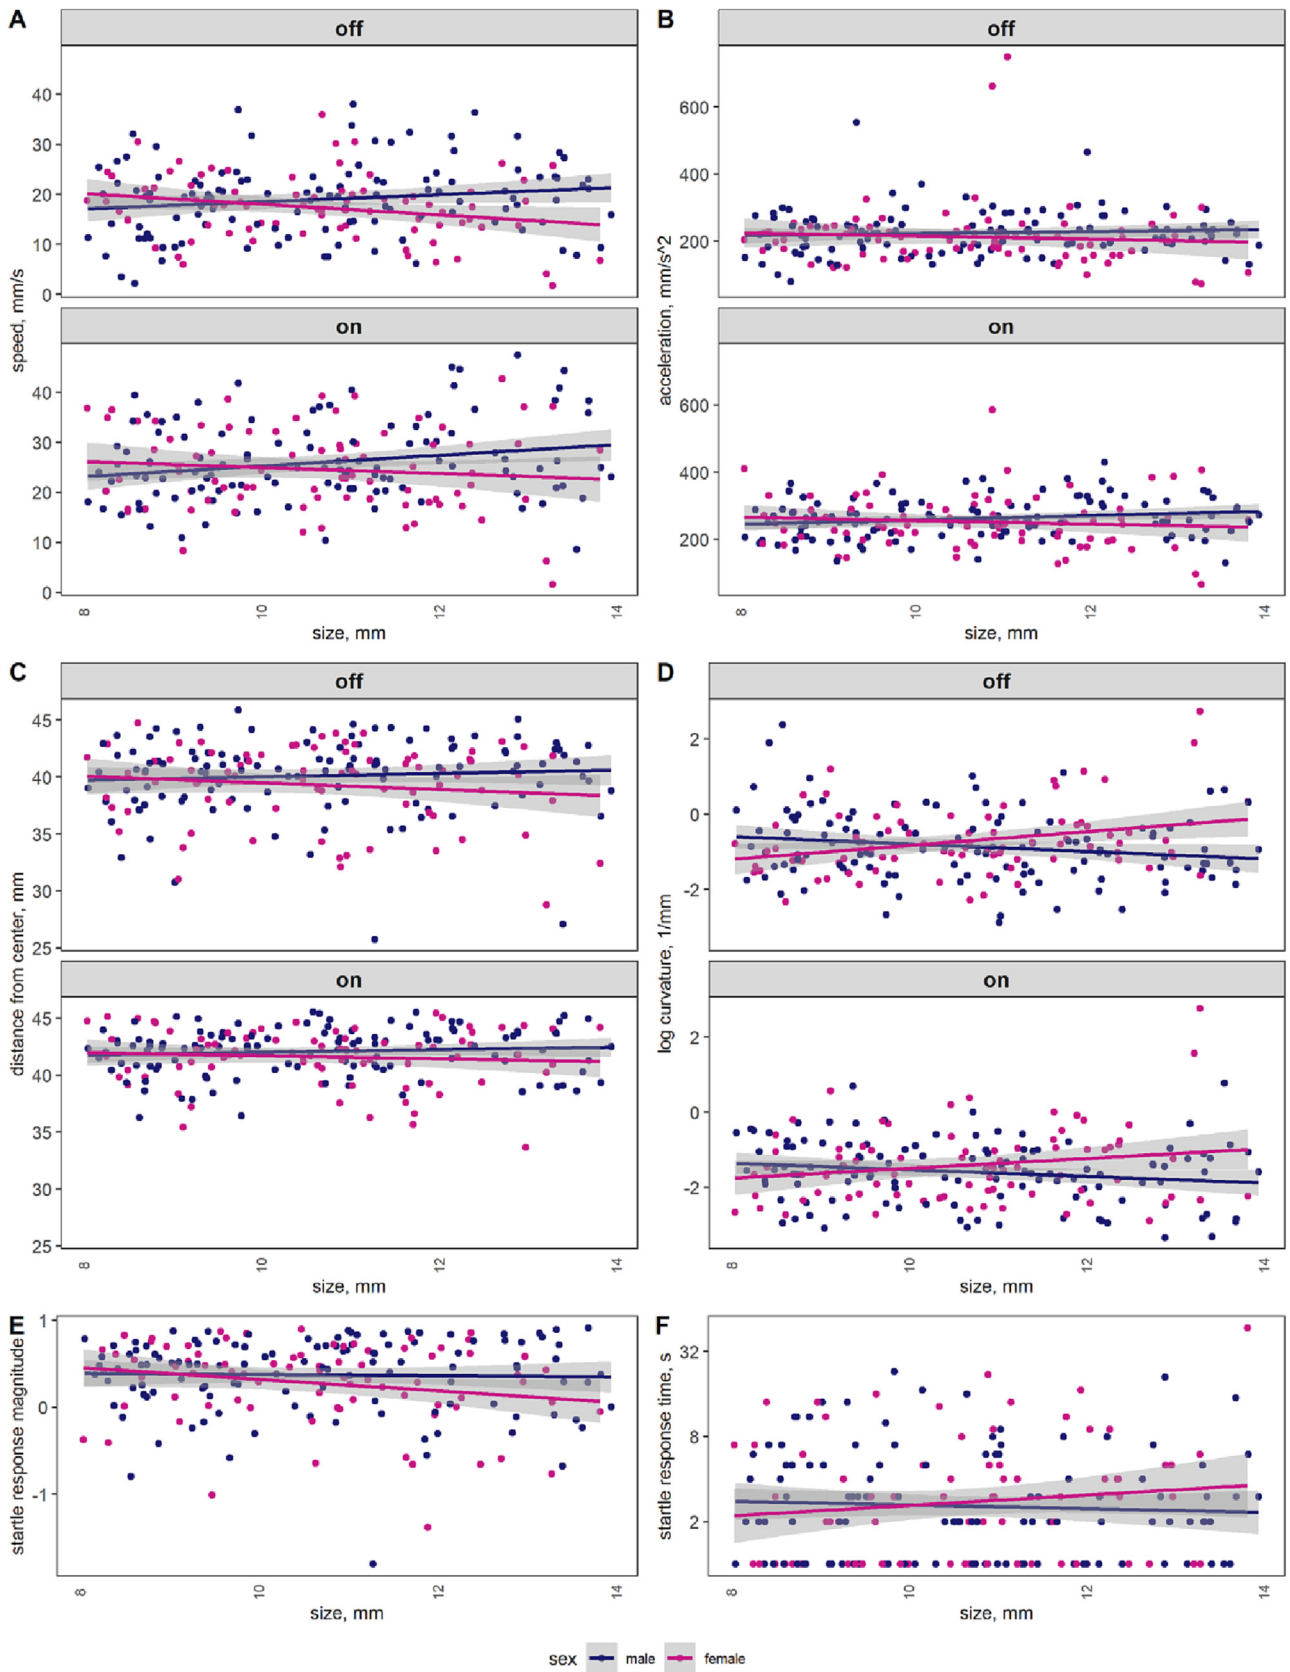 A
off
speed, mm/s
40
30
20
10
0
on
40
30
20
10
0
8
10
12
14
size, mm
B
off
acceleration, mm/s^2
600
400
200
on
600
400
200
8
10
12
14
size, mm
C
off
distance from center, mm
45
40
35
30
25
on
45
40
35
30
25
8
10
12
14
size, mm
D
off
log curvature, 1/mm
2
0
-2
on
2
0
-2
8
10
12
14
size, mm
E
startle response magnitude
1
0
-1
8
10
12
14
size, mm
F
startle response time, s
32
8
2
8
10
12
14
size, mm
sex male female